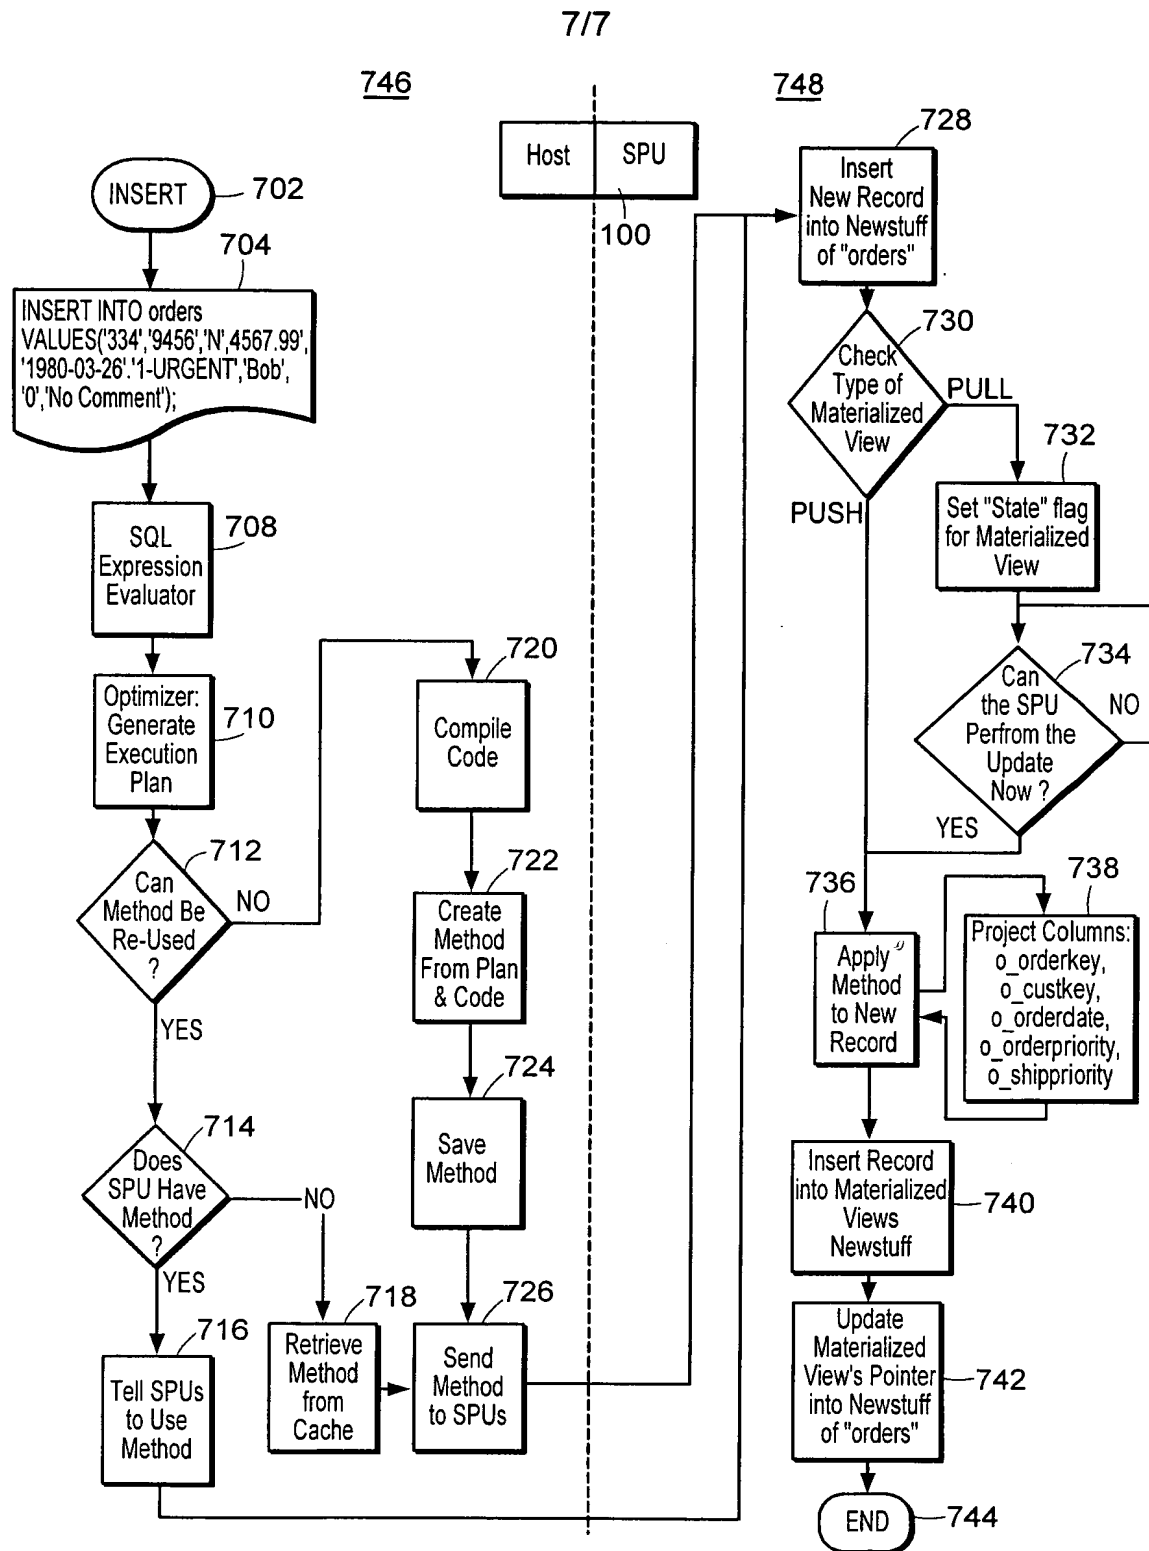 7/7
746
748
Host
SPU
100
INSERT
702
704
INSERT INTO orders
VALUES('334','9456','N',4567.99',
'1980-03-26'.'1-URGENT','Bob',
'0','No Comment');
SQL
Expression
Evaluator
708
Optimizer:
Generate
Execution
Plan
710
Can
Method Be
Re-Used
?
712
NO
YES
Does
SPU Have
Method
?
714
NO
YES
716
Tell SPUs
to Use
Method
718
Retrieve
Method
from
Cache
720
Compile
Code
722
Create
Method
From Plan
& Code
724
Save
Method
726
Send
Method
to SPUs
728
Insert
New Record
into Newstuff
of "orders"
730
Check
Type of
Materialized
View
PULL
PUSH
732
Set "State" flag
for Materialized
View
734
Can
the SPU
Perfrom the
Update
Now ?
NO
YES
736
Apply
Method
to New
Record
738
Project Columns:
o_orderkey,
o_custkey,
o_orderdate,
o_orderpriority,
o_shippriority
Insert Record
into Materialized
Views
Newstuff
740
Update
Materialized
View's Pointer
into Newstuff
of "orders"
742
END
744